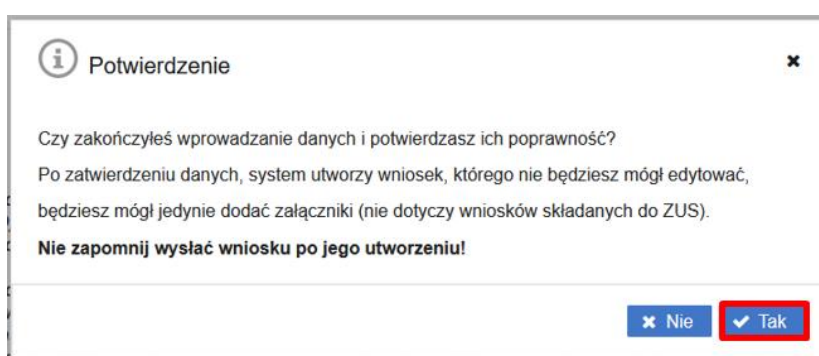 Potwierdzenie
Czy zakończyłeś wprowadzanie danych i potwierdzasz ich poprawność?
Po zatwierdzeniu danych, system utworzy wniosek, którego nie będziesz mógł edytować,
będziesz mógł jedynie dodać załączniki (nie dotyczy wniosków składanych do ZUS).
Nie zapomnij wysłać wniosku po jego utworzeniu!
Nie Tak